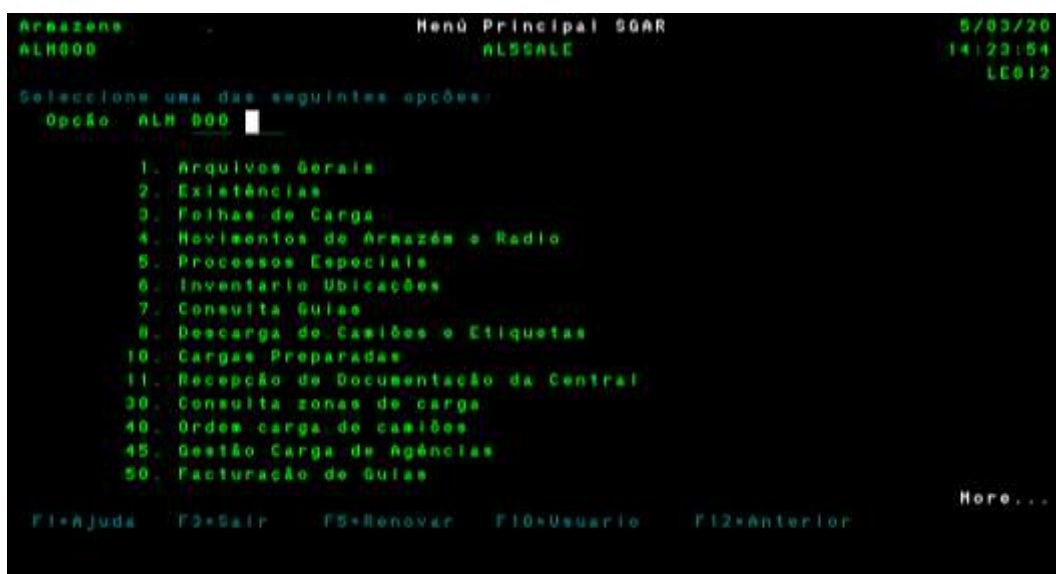 Armazens Menù Principal SGAR 5/03/20
ALM000 AL5SALE 14:23:54
LE012
Seleccione uma das seguintes opcões:
Opcão ALM 000
1. Arquivos Gerais
2. Existências
3. Folhas de Carga
4. Movimentos de Armazém e Radio
5. Processos Especiais
6. Inventario Ubicações
7. Consulta Guias
8. Descarga de Camiões e Etiquetas
10. Cargas Preparadas
11. Recepcão de Documentação da Central
30. Consulta zonas de carga
40. Ordem carga de camiões
45. Gestão Carga de Agências
50. Facturação de Guias
More...
F1=Ajuda F3=Sair F5=Renovar F10=Usuario F12=Anterior